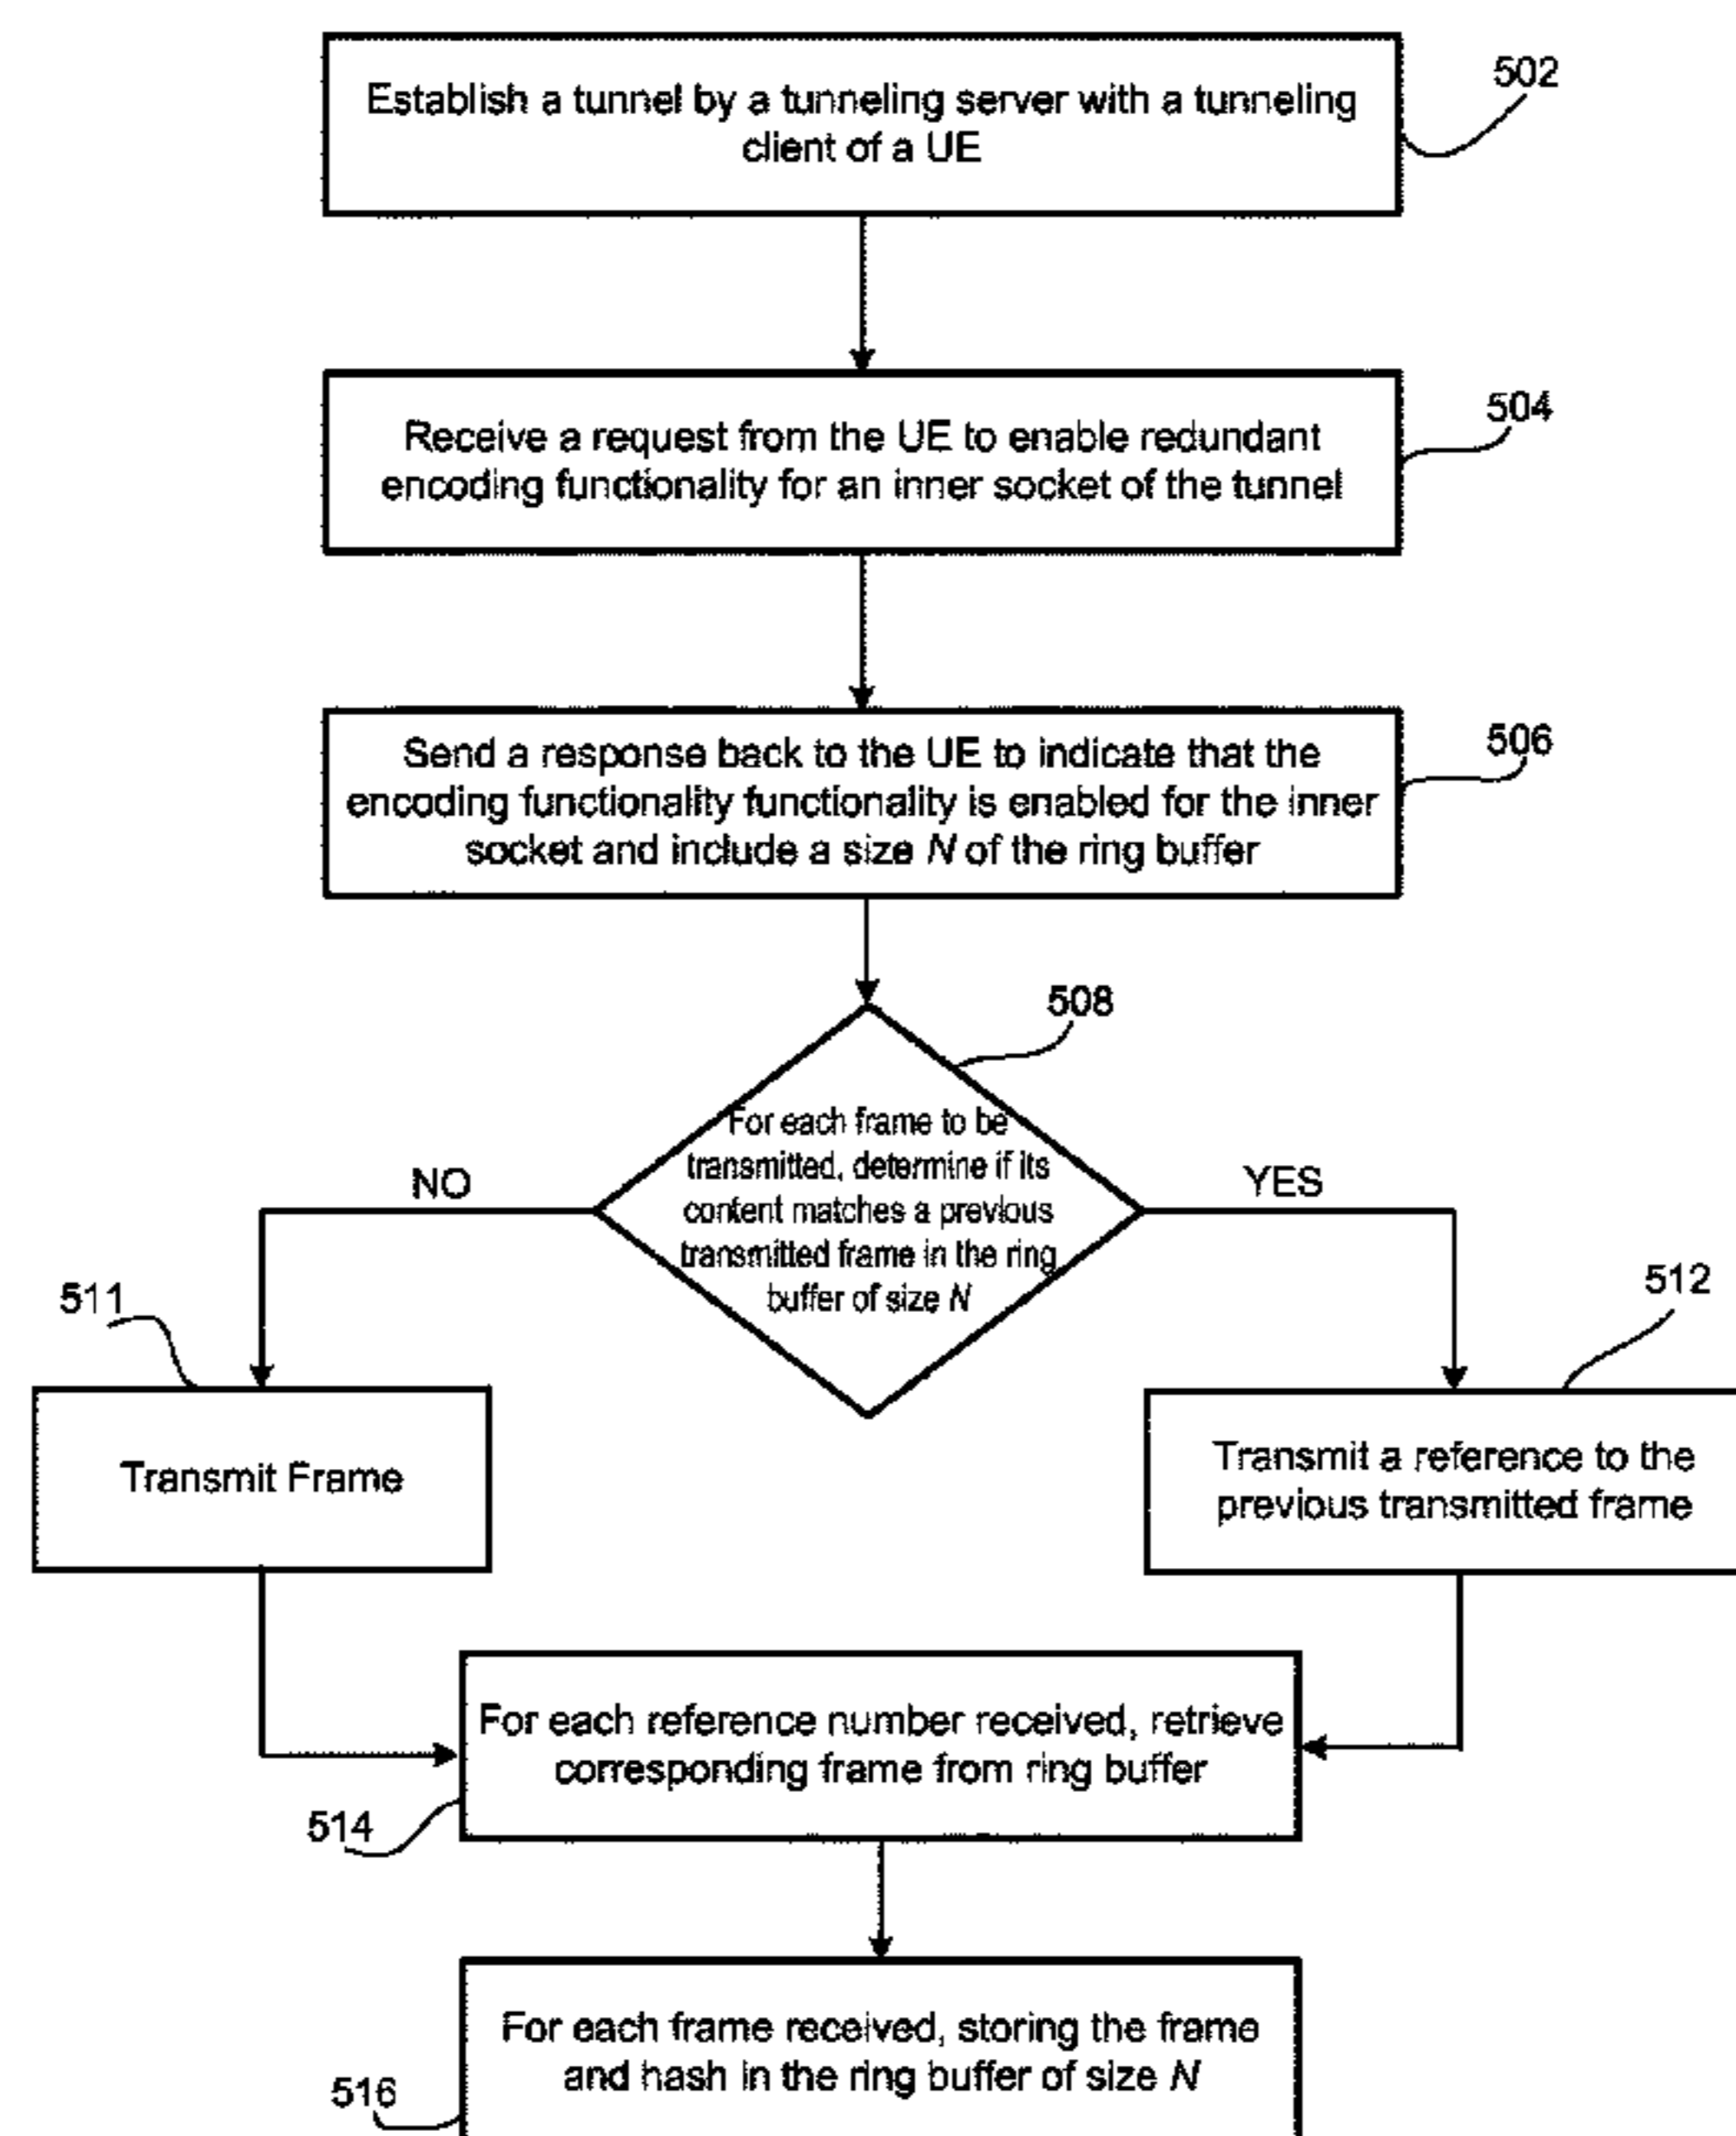 Establish a tunnel by a tunneling server with a tunneling
client of a UE
502
Receive a request from the UE to enable redundant
encoding functionality for an inner socket of the tunnel
504
Send a response back to the UE to indicate that the
encoding functionality functionality is enabled for the inner
socket and include a size N of the ring buffer
506
508
For each frame to be
transmitted, determine if its
content matches a previous
transmitted frame in the ring
buffer of size N
NO
YES
511
Transmit Frame
512
Transmit a reference to the
previous transmitted frame
For each reference number received, retrieve
corresponding frame from ring buffer
514
For each frame received, storing the frame
and hash in the ring buffer of size N
516